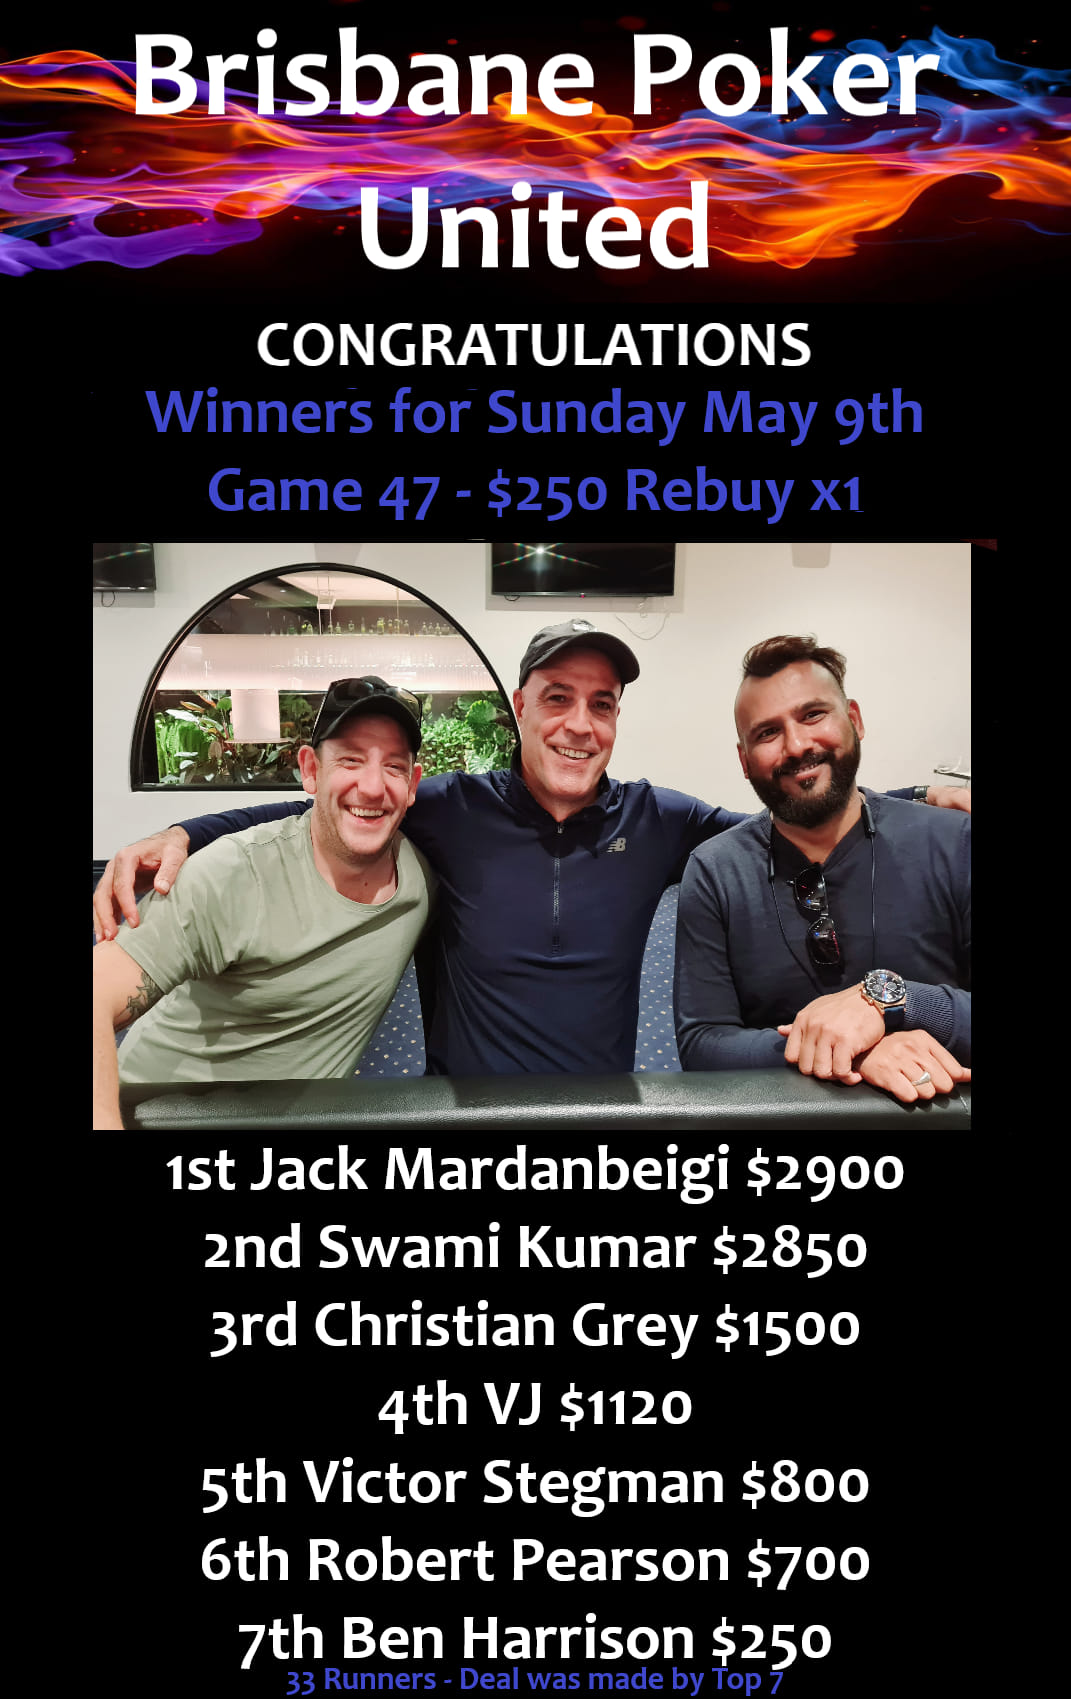 Brisbane Poker
United
CONGRATULATIONS
Winners for Sunday May 9th
Game 47 - $250 Rebuy x1
NB
1st Jack Mardanbeigi $2900
2nd Swami Kumar $2850
3rd Christian Grey $1500
4th VJ $1120
5th Victor Stegman $800
6th Robert Pearson $700
7th Ben Harrison $250
33 Runners - Deal was made by Top 7